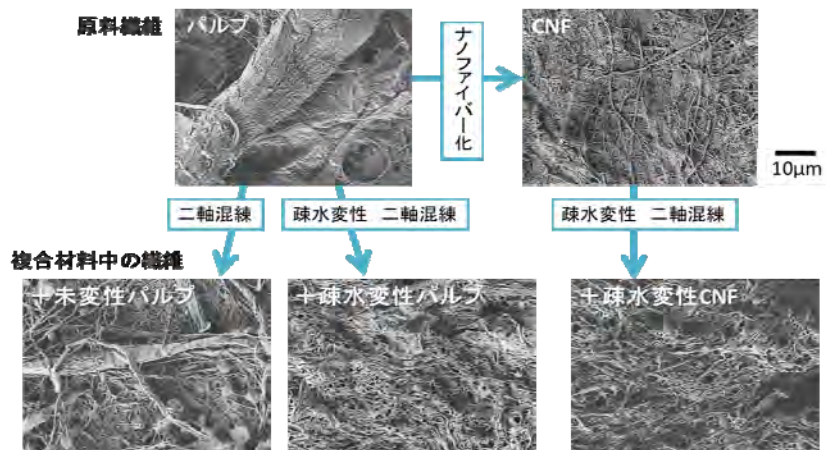 原料繊維
パルプ
ナノファイバー化
CNF
10μm
二軸混練
疎水変性 二軸混練
疎水変性 二軸混練
複合材料中の繊維
+未変性パルプ
+疎水変性パルプ
+疎水変性CNF